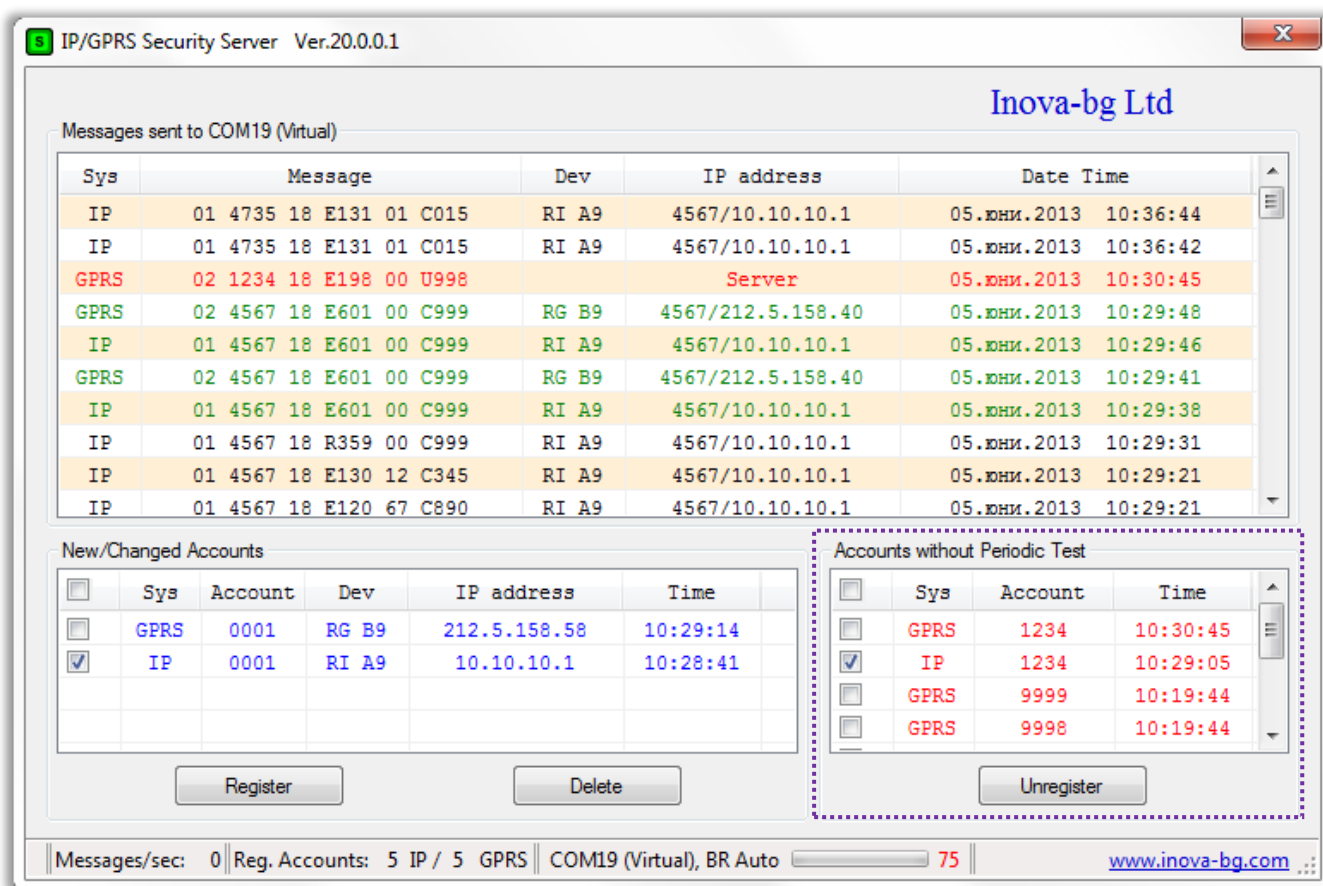 S IP/GPRS Security Server Ver.20.0.0.1
Inova-bg Ltd
Messages sent to COM19 (Virtual)
Sys Message Dev IP address Date Time
IP 01 4735 18 E131 01 C015 RI A9 4567/10.10.10.1 05.юни.2013 10:36:44
IP 01 4735 18 E131 01 C015 RI A9 4567/10.10.10.1 05.юни.2013 10:36:42
GPRS 02 1234 18 E198 00 U998 Server 05.юни.2013 10:30:45
GPRS 02 4567 18 E601 00 C999 RG B9 4567/212.5.158.40 05.юни.2013 10:29:48
IP 01 4567 18 E601 00 C999 RI A9 4567/10.10.10.1 05.юни.2013 10:29:46
GPRS 02 4567 18 E601 00 C999 RG B9 4567/212.5.158.40 05.юни.2013 10:29:41
IP 01 4567 18 E601 00 C999 RI A9 4567/10.10.10.1 05.юни.2013 10:29:38
IP 01 4567 18 R359 00 C999 RI A9 4567/10.10.10.1 05.юни.2013 10:29:31
IP 01 4567 18 E130 12 C345 RI A9 4567/10.10.10.1 05.юни.2013 10:29:21
IP 01 4567 18 E120 67 C890 RI A9 4567/10.10.10.1 05.юни.2013 10:29:21
New/Changed Accounts
Sys Account Dev IP address Time
GPRS 0001 RG B9 212.5.158.58 10:29:14
IP 0001 RI A9 10.10.10.1 10:28:41
Register Delete
Accounts without Periodic Test
Sys Account Time
GPRS 1234 10:30:45
IP 1234 10:29:05
GPRS 9999 10:19:44
GPRS 9998 10:19:44
Unregister
Messages/sec: 0 Reg. Accounts: 5 IP / 5 GPRS COM19 (Virtual), BR Auto 75 www.inova-bg.com